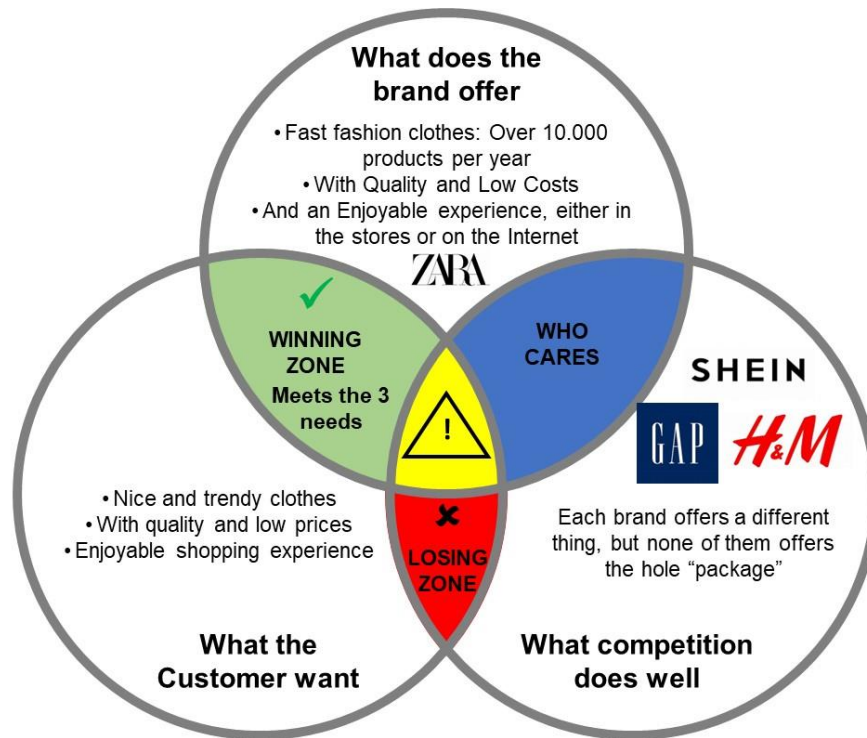 What does the
brand offer
• Fast fashion clothes: Over 10.000
products per year
• With Quality and Low Costs
• And an Enjoyable experience, either in
the stores or on the Internet
ZARA
✓
WINNING
ZONE
Meets the 3
needs
WHO
CARES
!
SHEIN
GAP
H&M
• Nice and trendy clothes
• With quality and low prices
• Enjoyable shopping experience
✘
LOSING
ZONE
Each brand offers a different
thing, but none of them offers
the hole “package”
What the
Customer want
What competition
does well